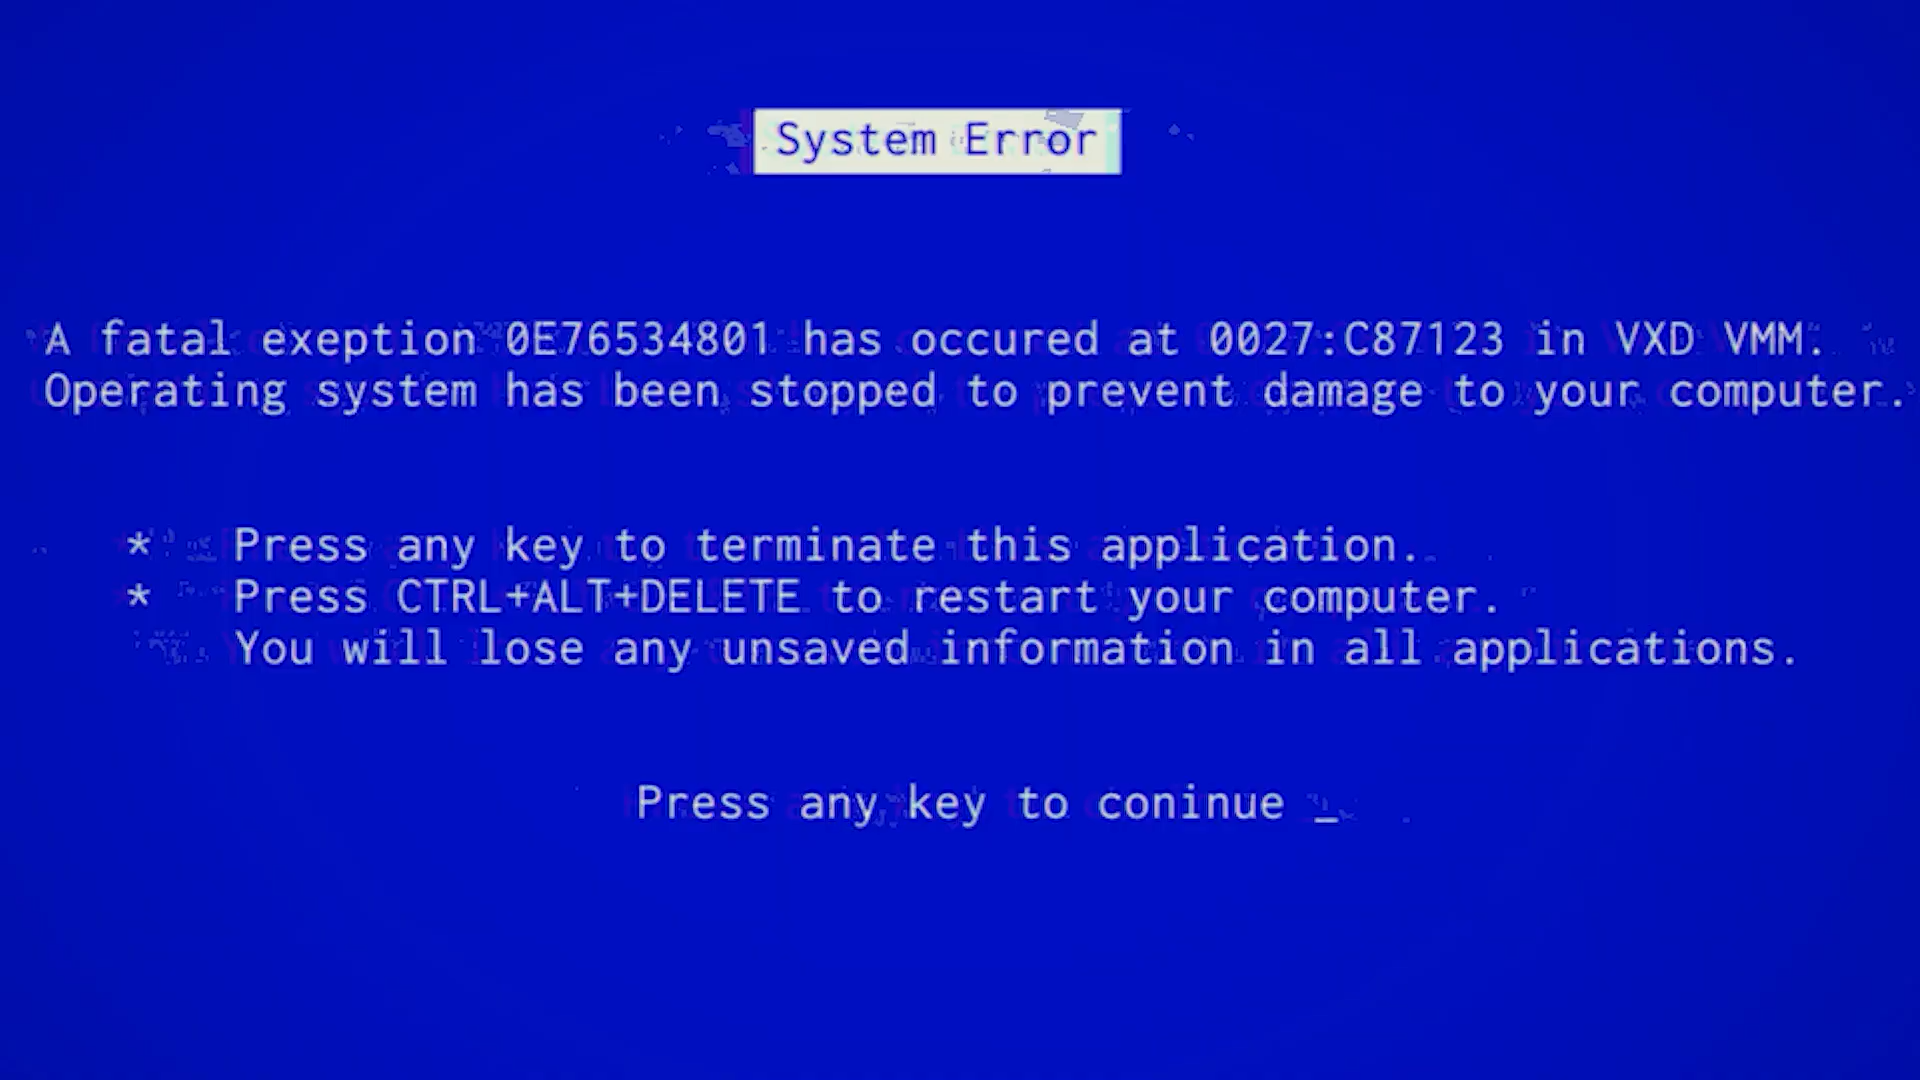 System Error
A fatal exeption 0E76534801 has occured at 0027:C87123 in VXD VMM.
Operating system has been stopped to prevent damage to your computer.
* Press any key to terminate this application.
* Press CTRL+ALT+DELETE to restart your computer.
You will lose any unsaved information in all applications.
Press any key to coninue _